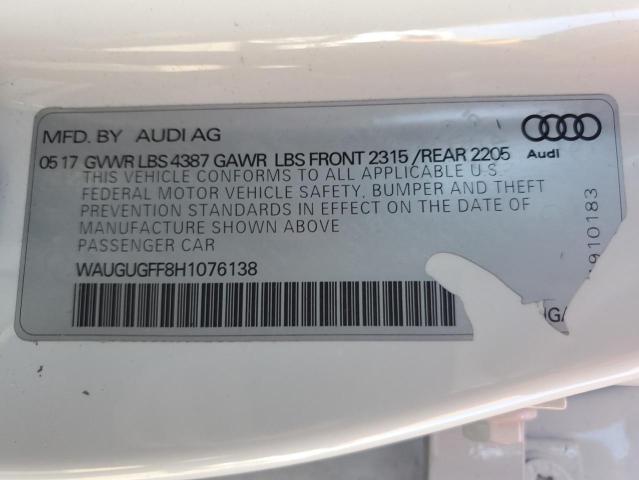 MFD. BY AUDI AG
05 17 GVWR LBS 4387 GAWR LBS FRONT 2315 /REAR 2205
Audi
THIS VEHICLE CONFORMS TO ALL APPLICABLE U.S.
FEDERAL MOTOR VEHICLE SAFETY, BUMPER AND THEFT
PREVENTION STANDARDS IN EFFECT ON THE DATE OF
MANUFACTURE SHOWN ABOVE
PASSENGER CAR
WAUGUGFF8H1076138